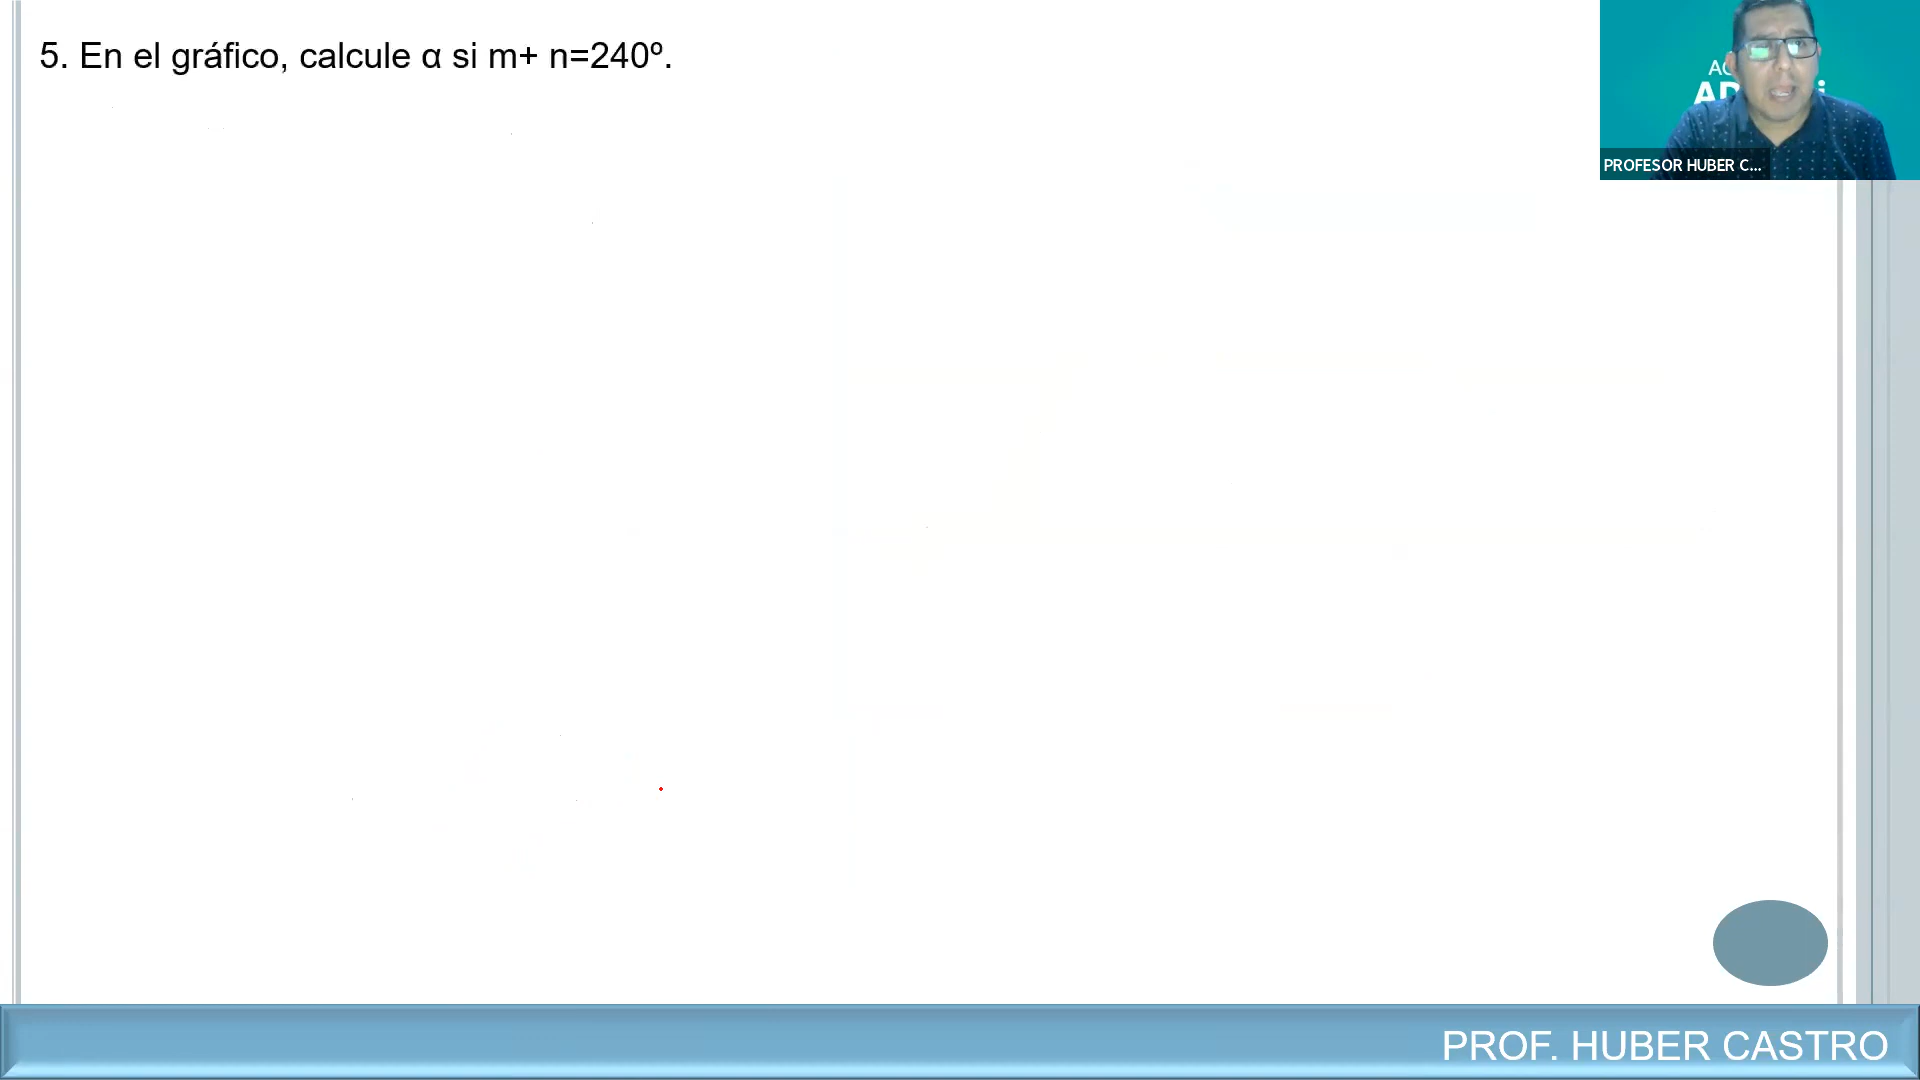 5. En el gráfico, calcule α si m+ n=240º.
PROFESOR HUBER C...
PROF. HUBER CASTRO